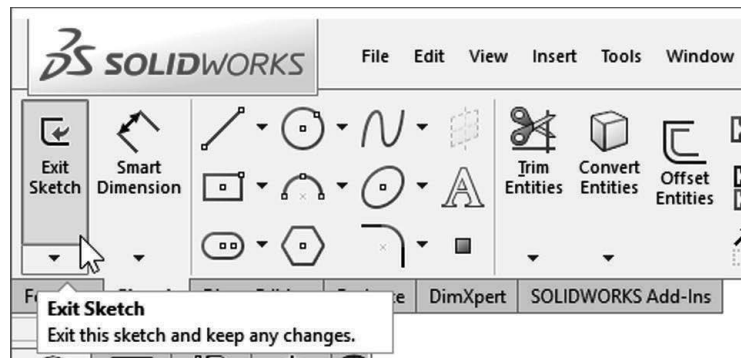 SOLIDWORKS
File Edit View Insert Tools Window
Exit Sketch
Smart Dimension
Trim Entities
Convert Entities
Offset Entities
DimXpert
SOLIDWORKS Add-Ins
Exit Sketch
Exit this sketch and keep any changes.